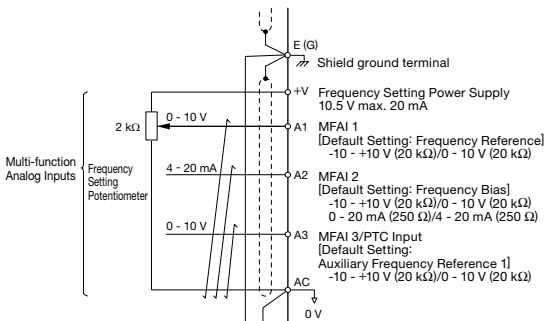 E (G)
Shield ground terminal
+V
Frequency Setting Power Supply
10.5 V max. 20 mA
2 kΩ
0 - 10 V
A1
MFAI 1
[Default Setting: Frequency Reference]
-10 - +10 V (20 kΩ)/0 - 10 V (20 kΩ)
Multi-function
Analog Inputs
Frequency
Setting
Potentiometer
4 - 20 mA
A2
MFAI 2
[Default Setting: Frequency Bias]
-10 - +10 V (20 kΩ)/0 - 10 V (20 kΩ)
0 - 20 mA (250 Ω)/4 - 20 mA (250 Ω)
0 - 10 V
A3
MFAI 3/PTC Input
[Default Setting:
Auxiliary Frequency Reference 1]
-10 - +10 V (20 kΩ)/0 - 10 V (20 kΩ)
AC
0 V